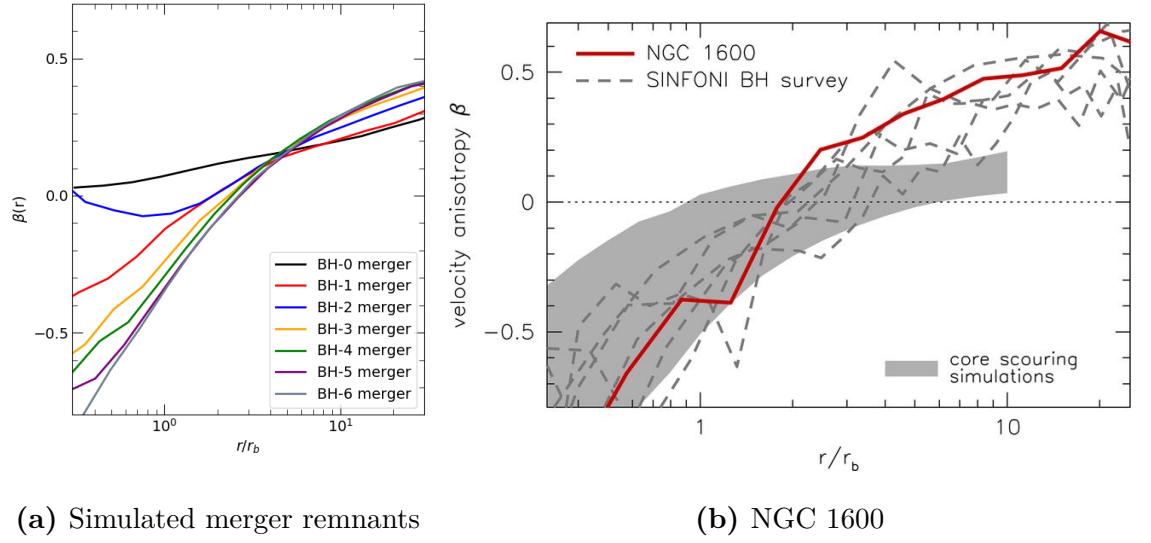 0.5
0.0
−0.5
β(r)
10⁰
10¹
r/r_b
BH-0 merger
BH-1 merger
BH-2 merger
BH-3 merger
BH-4 merger
BH-5 merger
BH-6 merger
NGC 1600
SINFONI BH survey
velocity anisotropy β
0.5
0
−0.5
core scouring
simulations
1
10
r/r_b
(a) Simulated merger remnants
(b) NGC 1600